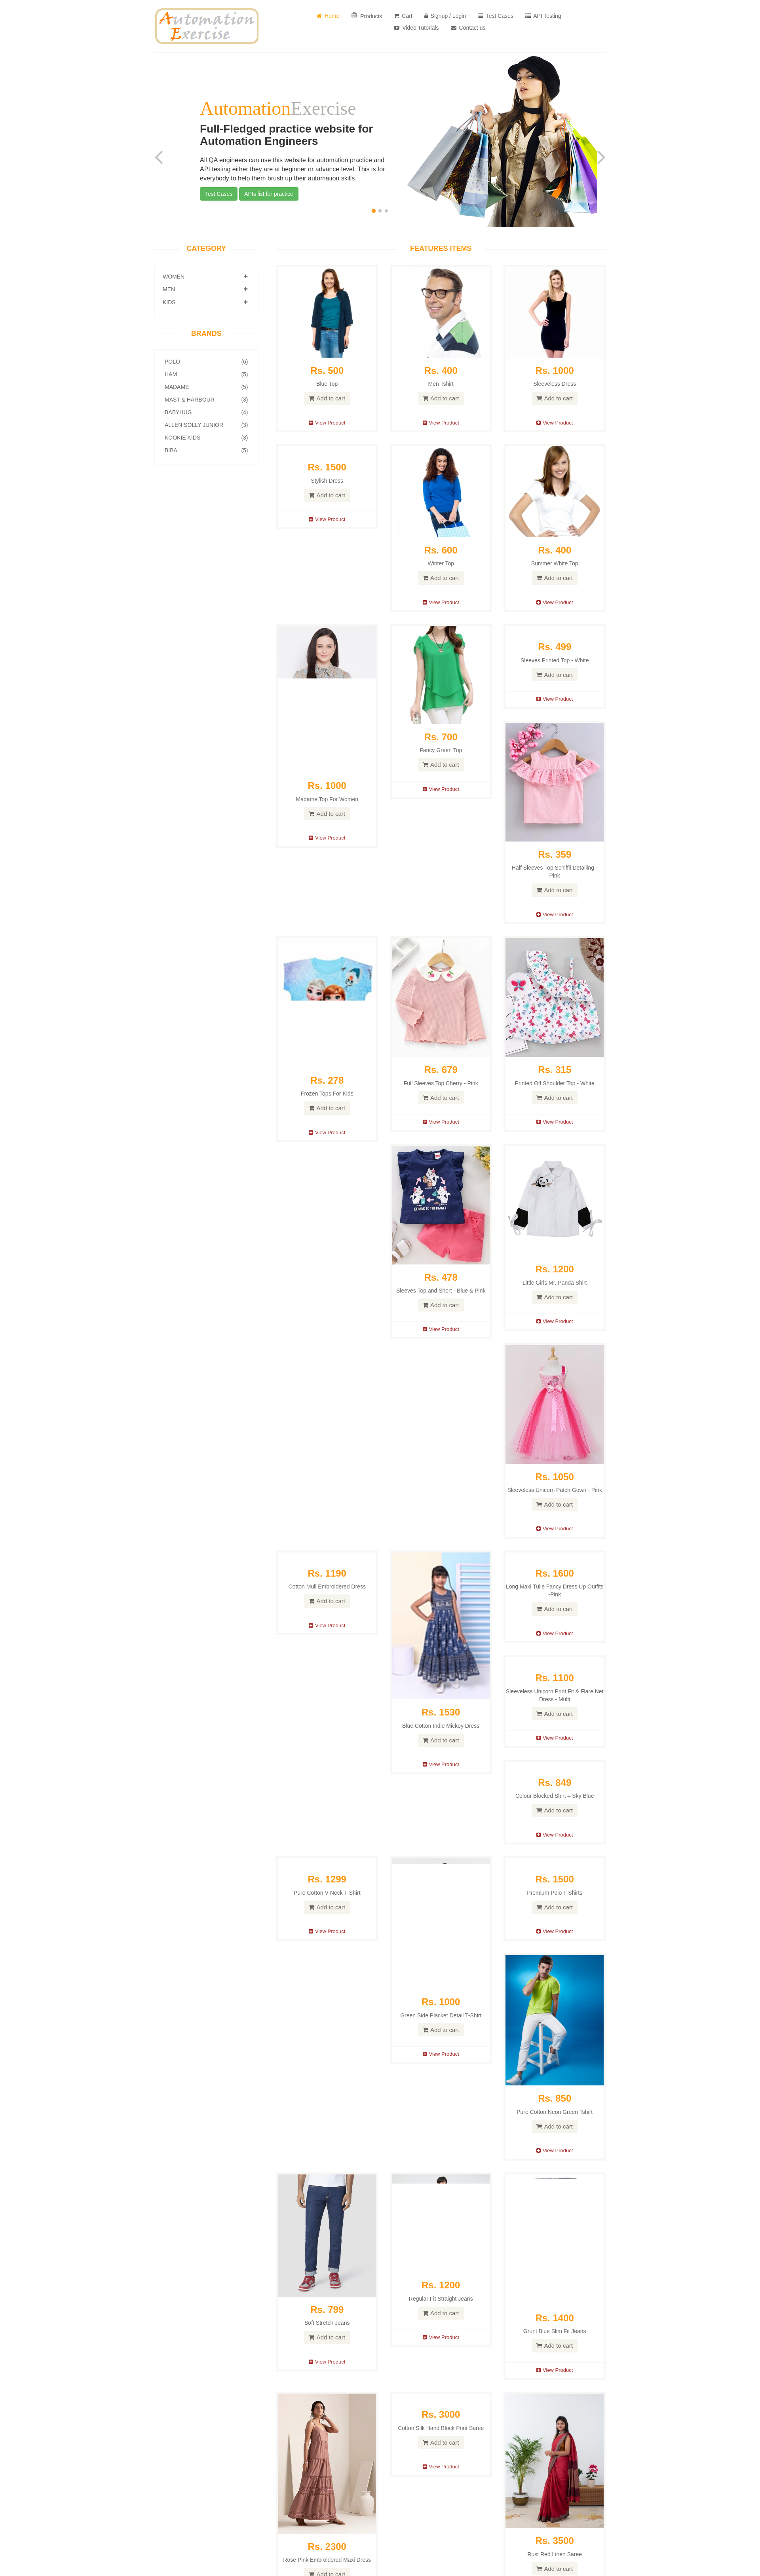 Automation
Exercise
Home
Products
Cart
Signup / Login
Test Cases
API Testing
Video Tutorials
Contact us
AutomationExercise
Full-Fledged practice website for
Automation Engineers
All QA engineers can use this website for automation practice and
API testing either they are at beginner or advance level. This is for
everybody to help them brush up their automation skills.
Test Cases
APIs list for practice
CATEGORY
WOMEN
MEN
KIDS
BRANDS
POLO (6)
H&M (5)
MADAME (5)
MAST & HARBOUR (3)
BABYHUG (4)
ALLEN SOLLY JUNIOR (3)
KOOKIE KIDS (3)
BIBA (5)
FEATURES ITEMS
Rs. 500
Blue Top
Add to cart
View Product
Rs. 400
Men Tshirt
Add to cart
View Product
Rs. 1000
Sleeveless Dress
Add to cart
View Product
Rs. 1500
Stylish Dress
Add to cart
View Product
Rs. 600
Winter Top
Add to cart
View Product
Rs. 400
Summer White Top
Add to cart
View Product
Rs. 1000
Madame Top For Women
Add to cart
View Product
Rs. 700
Fancy Green Top
Add to cart
View Product
Rs. 499
Sleeves Printed Top - White
Add to cart
View Product
Rs. 359
Half Sleeves Top Schiffli Detailing -
Pink
Add to cart
View Product
Rs. 278
Frozen Tops For Kids
Add to cart
View Product
Rs. 679
Full Sleeves Top Cherry - Pink
Add to cart
View Product
Rs. 315
Printed Off Shoulder Top - White
Add to cart
View Product
Rs. 478
Sleeves Top and Short - Blue & Pink
Add to cart
View Product
Rs. 1200
Little Girls Mr. Panda Shirt
Add to cart
View Product
Rs. 1050
Sleeveless Unicorn Patch Gown - Pink
Add to cart
View Product
Rs. 1190
Cotton Mull Embroidered Dress
Add to cart
View Product
Rs. 1530
Blue Cotton Indie Mickey Dress
Add to cart
View Product
Rs. 1600
Long Maxi Tulle Fancy Dress Up Outfits
-Pink
Add to cart
View Product
Rs. 1100
Sleeveless Unicorn Print Fit & Flare Net
Dress - Multi
Add to cart
View Product
Rs. 849
Colour Blocked Shirt – Sky Blue
Add to cart
View Product
Rs. 1299
Pure Cotton V-Neck T-Shirt
Add to cart
View Product
Rs. 1000
Green Side Placket Detail T-Shirt
Add to cart
View Product
Rs. 1500
Premium Polo T-Shirts
Add to cart
View Product
Rs. 850
Pure Cotton Neon Green Tshirt
Add to cart
View Product
Rs. 799
Soft Stretch Jeans
Add to cart
View Product
Rs. 1200
Regular Fit Straight Jeans
Add to cart
View Product
Rs. 1400
Grunt Blue Slim Fit Jeans
Add to cart
View Product
Rs. 2300
Rose Pink Embroidered Maxi Dress
Add to cart
Rs. 3000
Cotton Silk Hand Block Print Saree
Add to cart
View Product
Rs. 3500
Rust Red Linen Saree
Add to cart